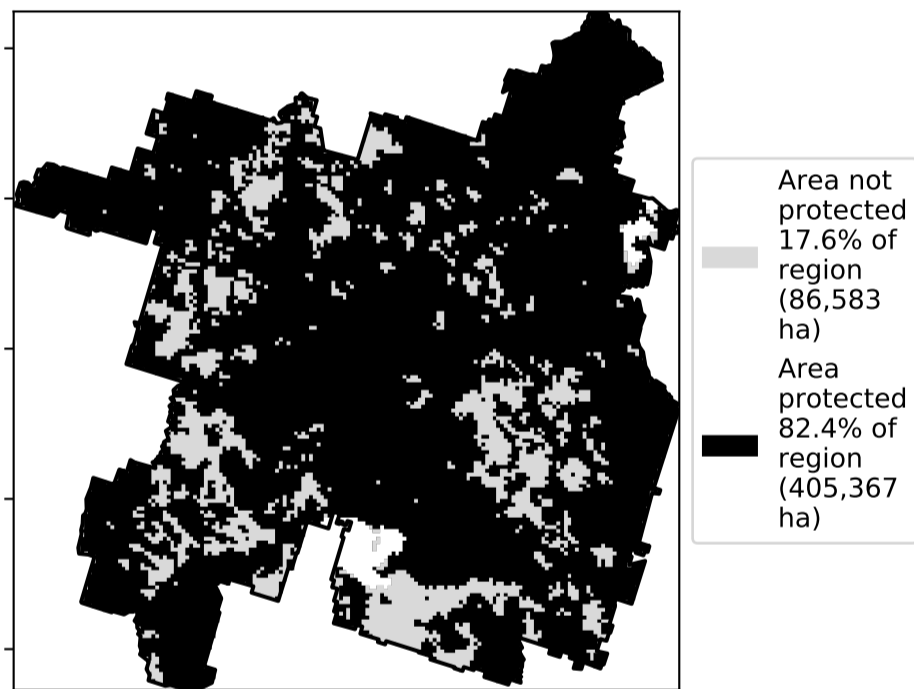 Area not
protected
17.6% of
region
(86,583
ha)
Area
protected
82.4% of
region
(405,367
ha)